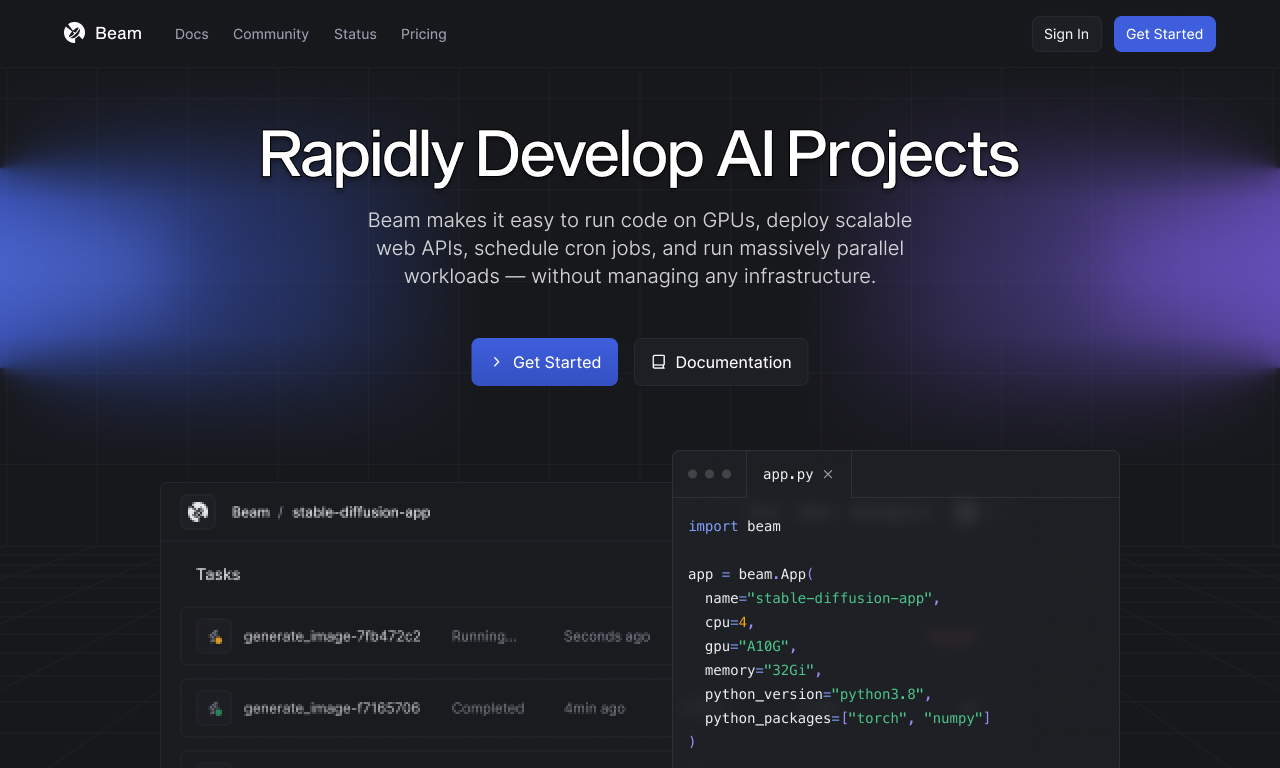 Beam Docs Community Status Pricing Sign In Get Started
Rapidly Develop AI Projects
Beam makes it easy to run code on GPUs, deploy scalable
web APIs, schedule cron jobs, and run massively parallel
workloads — without managing any infrastructure.
Get Started Documentation
Beam / stable-diffusion-app
Tasks
generate_image-7fb472c2 Running... Seconds ago
generate_image-f7165706 Completed 4min ago
app.py
import beam
app = beam.App(
name="stable-diffusion-app",
cpu=4,
gpu="A10G",
memory="32Gi",
python_version="python3.8",
python_packages=["torch", "numpy"]
)